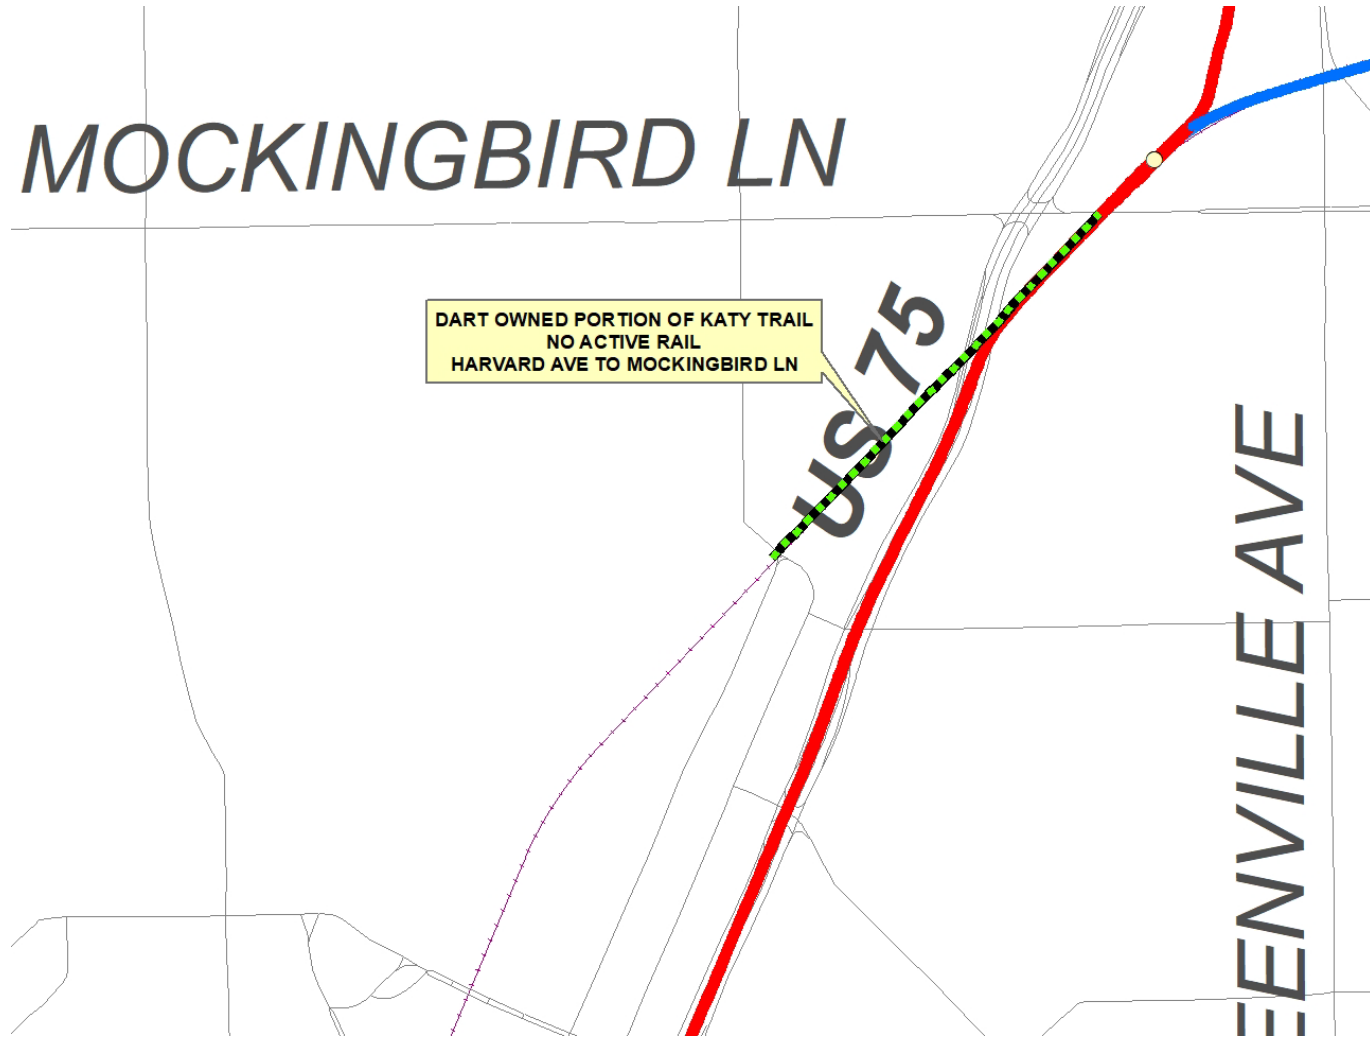 MOCKINGBIRD LN
DART OWNED PORTION OF KATY TRAIL
NO ACTIVE RAIL
HARVARD AVE TO MOCKINGBIRD LN
US 75
EENVILLE AVE